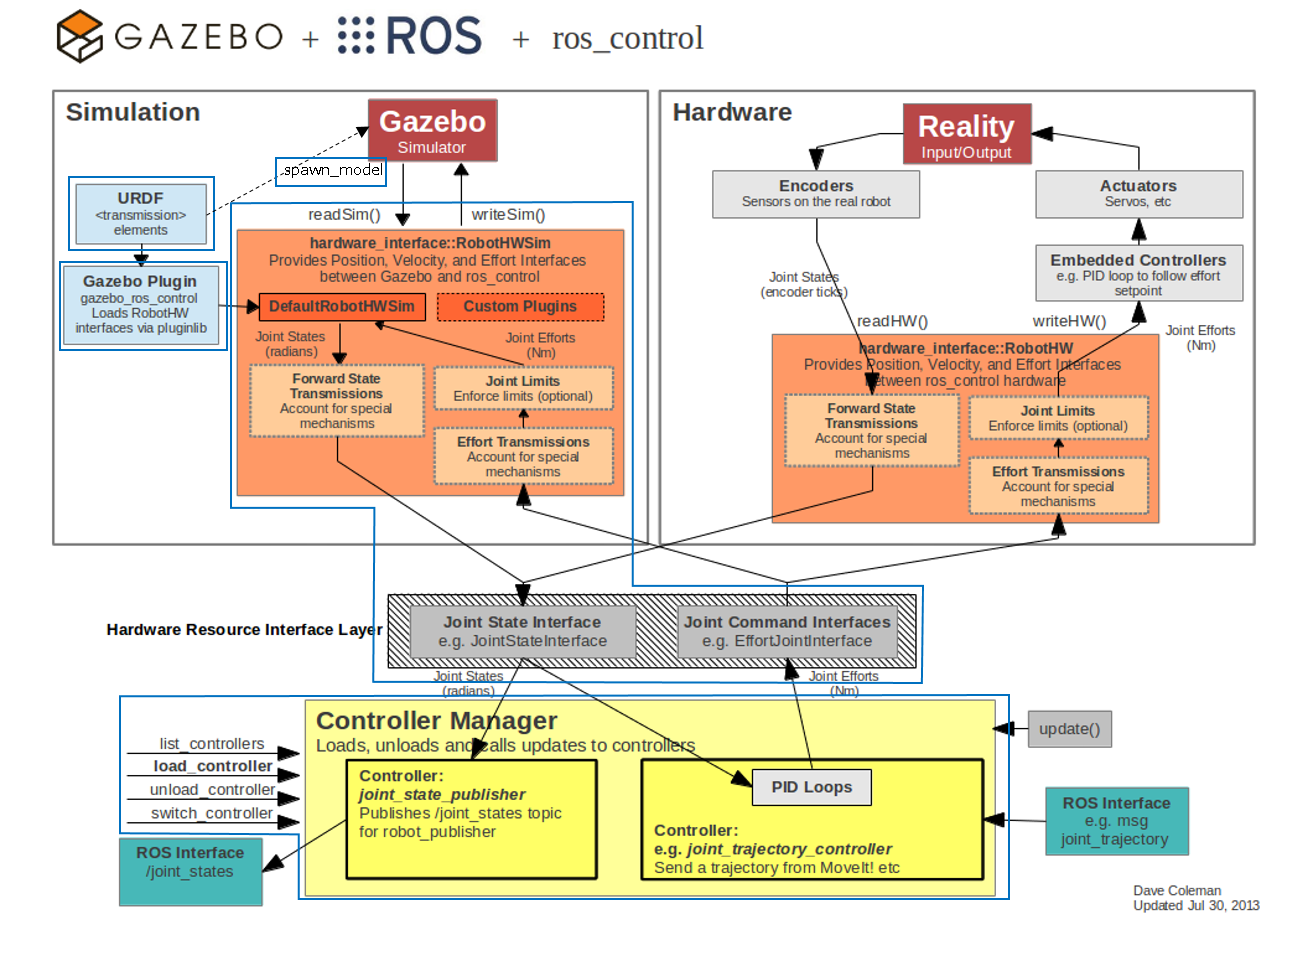 GAZEBO + ROS + ros_control
Simulation
Gazebo
Simulator
spawn_model
URDF
<transmission>
elements
readSim()
writeSim()
Gazebo Plugin
gazebo_ros_control
Loads RobotHW
interfaces via pluginlib
hardware_interface::RobotHWSim
Provides Position, Velocity, and Effort Interfaces
between Gazebo and ros_control
DefaultRobotHWSim
Custom Plugins
Joint States
(radians)
Joint Efforts
(Nm)
Forward State
Transmissions
Account for special
mechanisms
Joint Limits
Enforce limits (optional)
Effort Transmissions
Account for special
mechanisms
Hardware
Reality
Input/Output
Encoders
Sensors on the real robot
Actuators
Servos, etc
Embedded Controllers
e.g. PID loop to follow effort
setpoint
Joint States
(encoder ticks)
readHW()
writeHW()
Joint Efforts
(Nm)
hardware_interface::RobotHW
Provides Position, Velocity, and Effort Interfaces
between ros_control hardware
Forward State
Transmissions
Account for special
mechanisms
Joint Limits
Enforce limits (optional)
Effort Transmissions
Account for special
mechanisms
Hardware Resource Interface Layer
Joint State Interface
e.g. JointStateInterface
Joint Command Interfaces
e.g. EffortJointInterface
Joint States
(radians)
Joint Efforts
(Nm)
Controller Manager
Loads, unloads and calls updates to controllers
update()
list_controllers
load_controller
unload_controller
switch_controller
Controller:
joint_state_publisher
Publishes /joint_states topic
for robot_publisher
PID Loops
Controller:
e.g. joint_trajectory_controller
Send a trajectory from MoveIt! etc
ROS Interface
e.g. msg
joint_trajectory
ROS Interface
/joint_states
Dave Coleman
Updated Jul 30, 2013